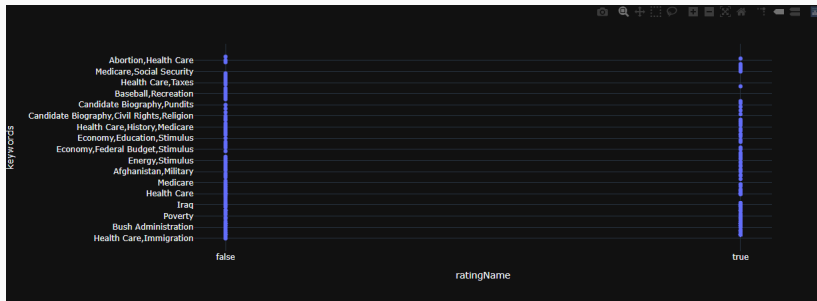 Abortion,Health Care
Medicare,Social Security
Health Care,Taxes
Baseball,Recreation
Candidate Biography,Pundits
Candidate Biography,Civil Rights,Religion
Health Care,History,Medicare
Economy,Education,Stimulus
Economy,Federal Budget,Stimulus
Energy,Stimulus
Afghanistan,Military
Medicare
Health Care
Iraq
Poverty
Bush Administration
Health Care,Immigration
keywords
false
true
ratingName